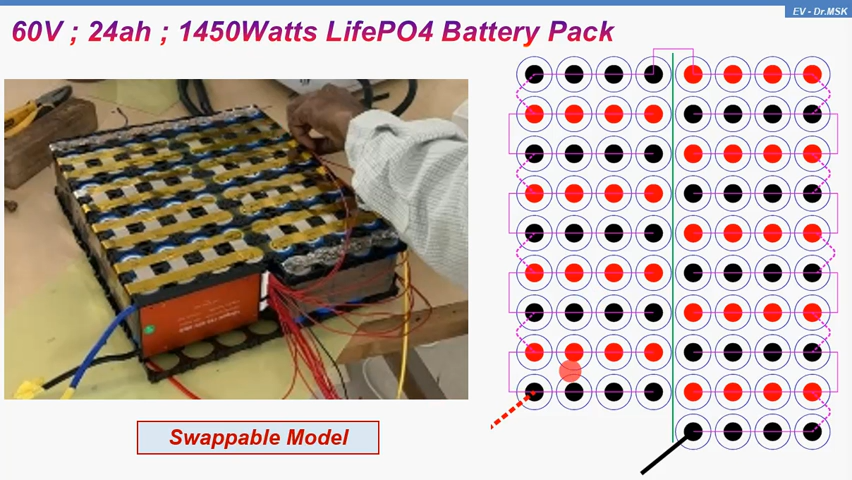 EV - Dr.MSK
60V ; 24ah ; 1450Watts LifePO4 Battery Pack
Swappable Model